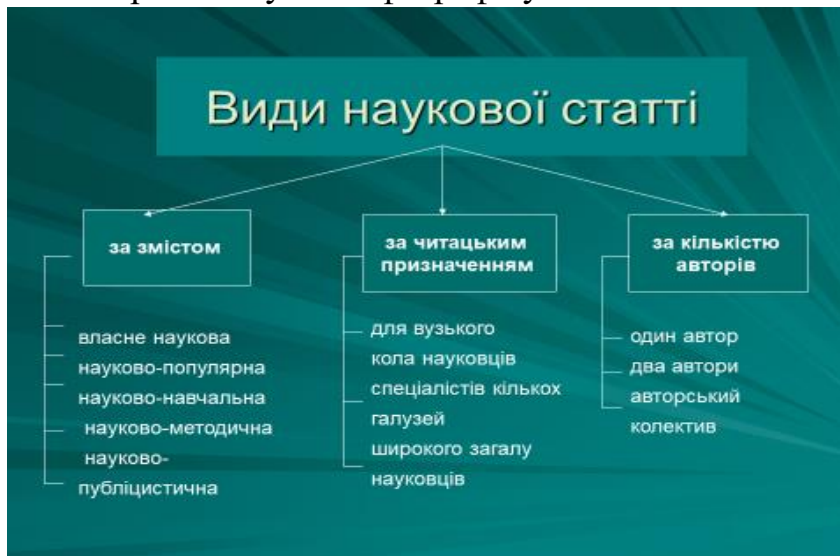 Види наукової статті
за змістом
власне наукова
науково-популярна
науково-навчальна
науково-методична
науково-
публіцистична
за читацьким
призначенням
для вузького
кола науковців
спеціалістів кількох
галузей
широкого загалу
науковців
за кількістю
авторів
один автор
два автори
авторський
колектив